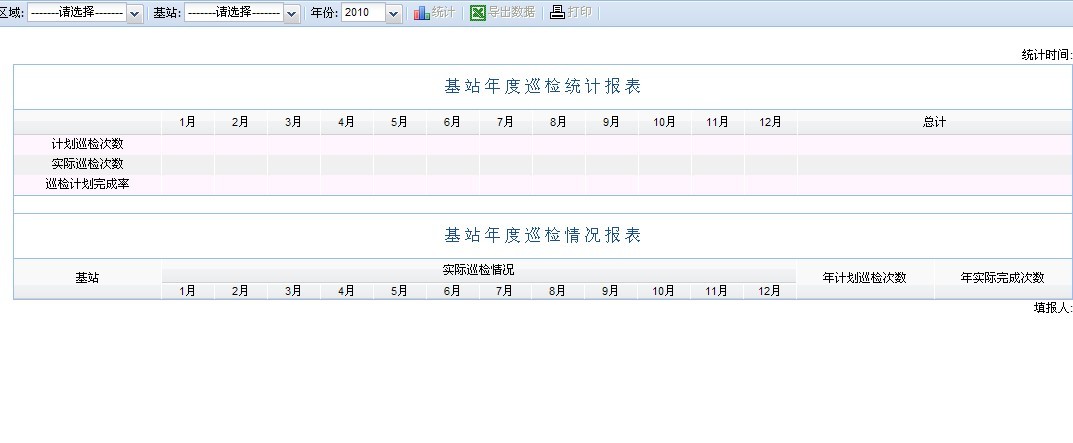 区域: -------请选择------- 基站: -------请选择------- 年份: 2010 统计 导出数据 打印
统计时间:
基站年度巡检统计报表
1月 2月 3月 4月 5月 6月 7月 8月 9月 10月 11月 12月 总计
计划巡检次数
实际巡检次数
巡检计划完成率
基站年度巡检情况报表
基站 实际巡检情况 年计划巡检次数 年实际完成次数
1月 2月 3月 4月 5月 6月 7月 8月 9月 10月 11月 12月
填报人: